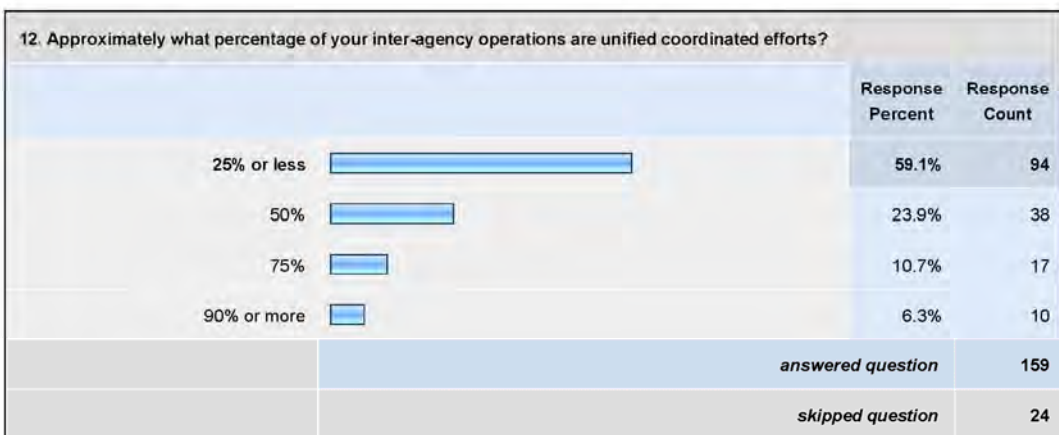 12. Approximately what percentage of your inter-agency operations are unified coordinated efforts?
Response Percent Response Count
25% or less 59.1% 94
50% 23.9% 38
75% 10.7% 17
90% or more 6.3% 10
answered question 159
skipped question 24